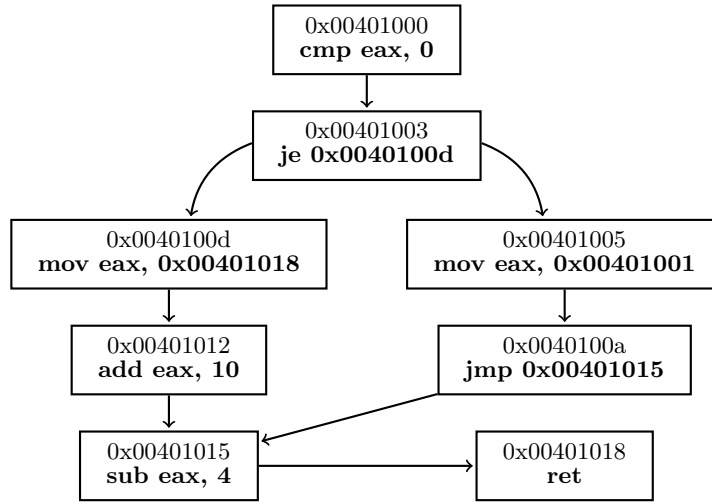 0x00401000
cmp eax, 0
0x00401003
je 0x0040100d
0x0040100d
mov eax, 0x00401018
0x00401005
mov eax, 0x00401001
0x00401012
add eax, 10
0x0040100a
jmp 0x00401015
0x00401015
sub eax, 4
0x00401018
ret